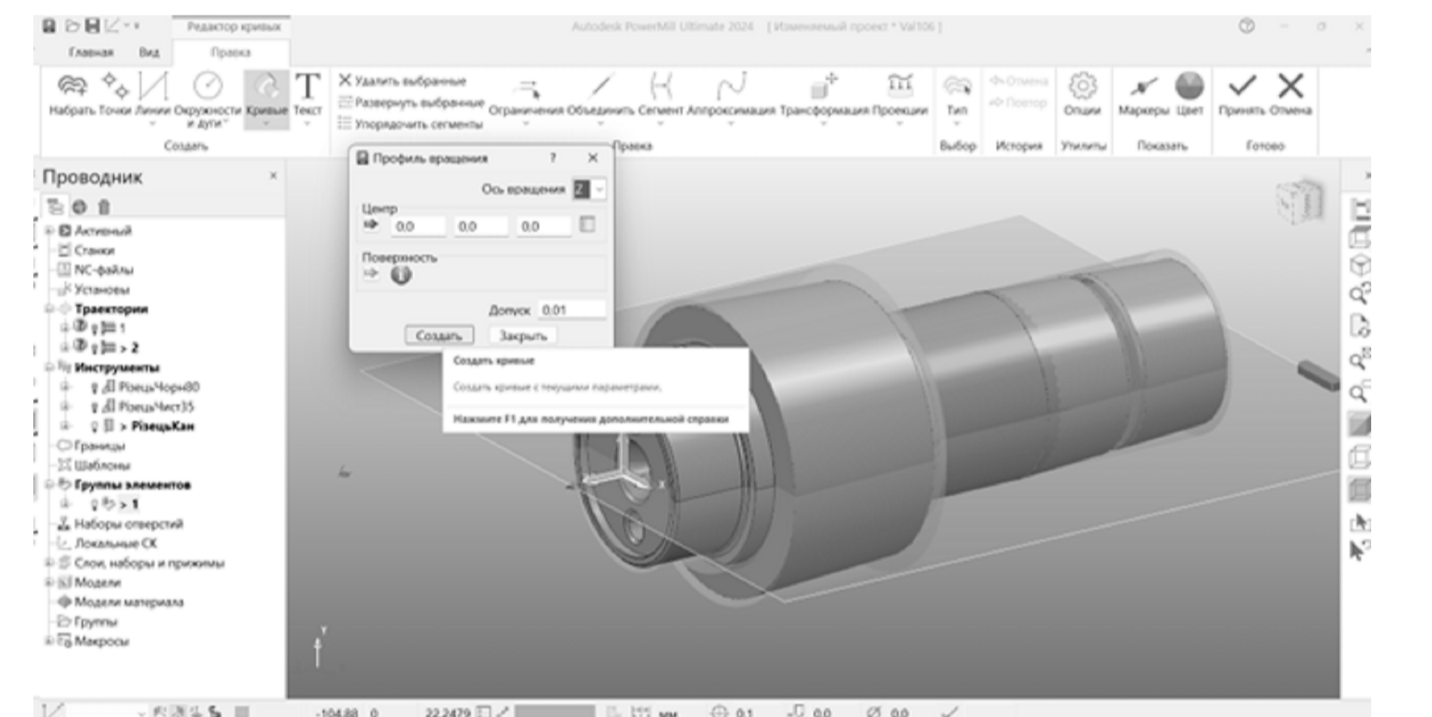 Редактор кривых
Autodesk PowerMill Ultimate 2024 [ Изменяемый проект * Val106 ]
Главная Вид Правка
Набрать Точки Линии Окружности и дуги Кривые Текст
Удалить выбранные
Развернуть выбранные
Упорядочить сегменты
Ограничения Объединить Сегмент Аппроксимация Трансформация Проекции
Тип
Отмена
Повтор
Опции Маркеры Цвет Принять Отмена
Создать Правка Выбор История Утилиты Показать Готово
Проводник
Активный
Станки
NC-файлы
Установы
Траектории
1
> 2
Инструменты
РізецьЧорн80
РізецьЧист35
> РізецьКан
Границы
Шаблоны
Группы элементов
> 1
Наборы отверстий
Локальные СК
Слои, наборы и прижимы
Модели
Модели материала
Группы
Макросы
Профиль вращения ? ×
Ось вращения Z
Центр
0,0 0,0 0,0
Поверхность
Допуск 0,01
Создать Закрыть
Создать кривые
Создать кривые с текущими параметрами.
Нажмите F1 для получения дополнительной справки
X
Y
-104,88 0 22,2479 мм 0.1 0,0 0,0